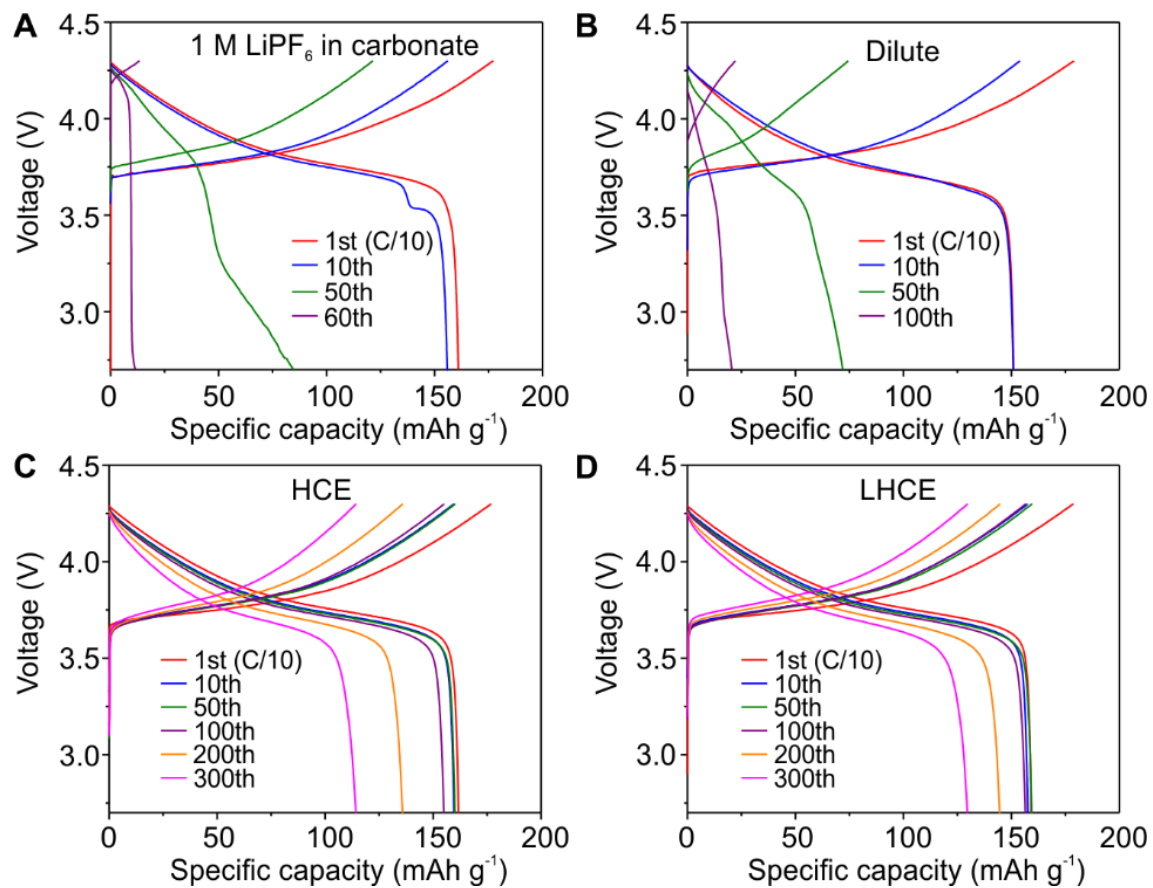 A
1 M LiPF₆ in carbonate
Voltage (V)
4.5
4.0
3.5
3.0
1st (C/10)
10th
50th
60th
0
50
100
150
200
Specific capacity (mAh g⁻¹)
B
Dilute
Voltage (V)
4.5
4.0
3.5
3.0
1st (C/10)
10th
50th
100th
0
50
100
150
200
Specific capacity (mAh g⁻¹)
C
HCE
Voltage (V)
4.5
4.0
3.5
3.0
1st (C/10)
10th
50th
100th
200th
300th
0
50
100
150
200
Specific capacity (mAh g⁻¹)
D
LHCE
Voltage (V)
4.5
4.0
3.5
3.0
1st (C/10)
10th
50th
100th
200th
300th
0
50
100
150
200
Specific capacity (mAh g⁻¹)